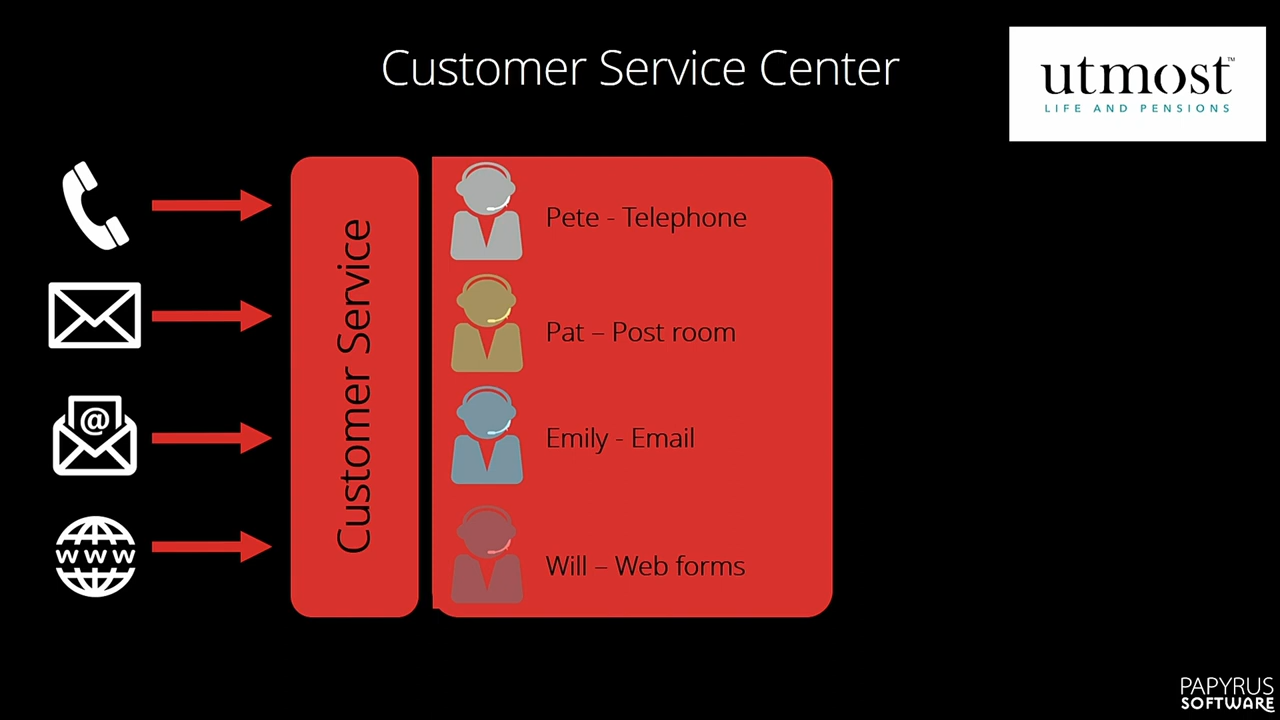 Customer Service Center
utmost™
LIFE AND PENSIONS
Customer Service
Pete - Telephone
Pat – Post room
@
Emily - Email
www
Will – Web forms
PAPYRUS
SOFTWARE